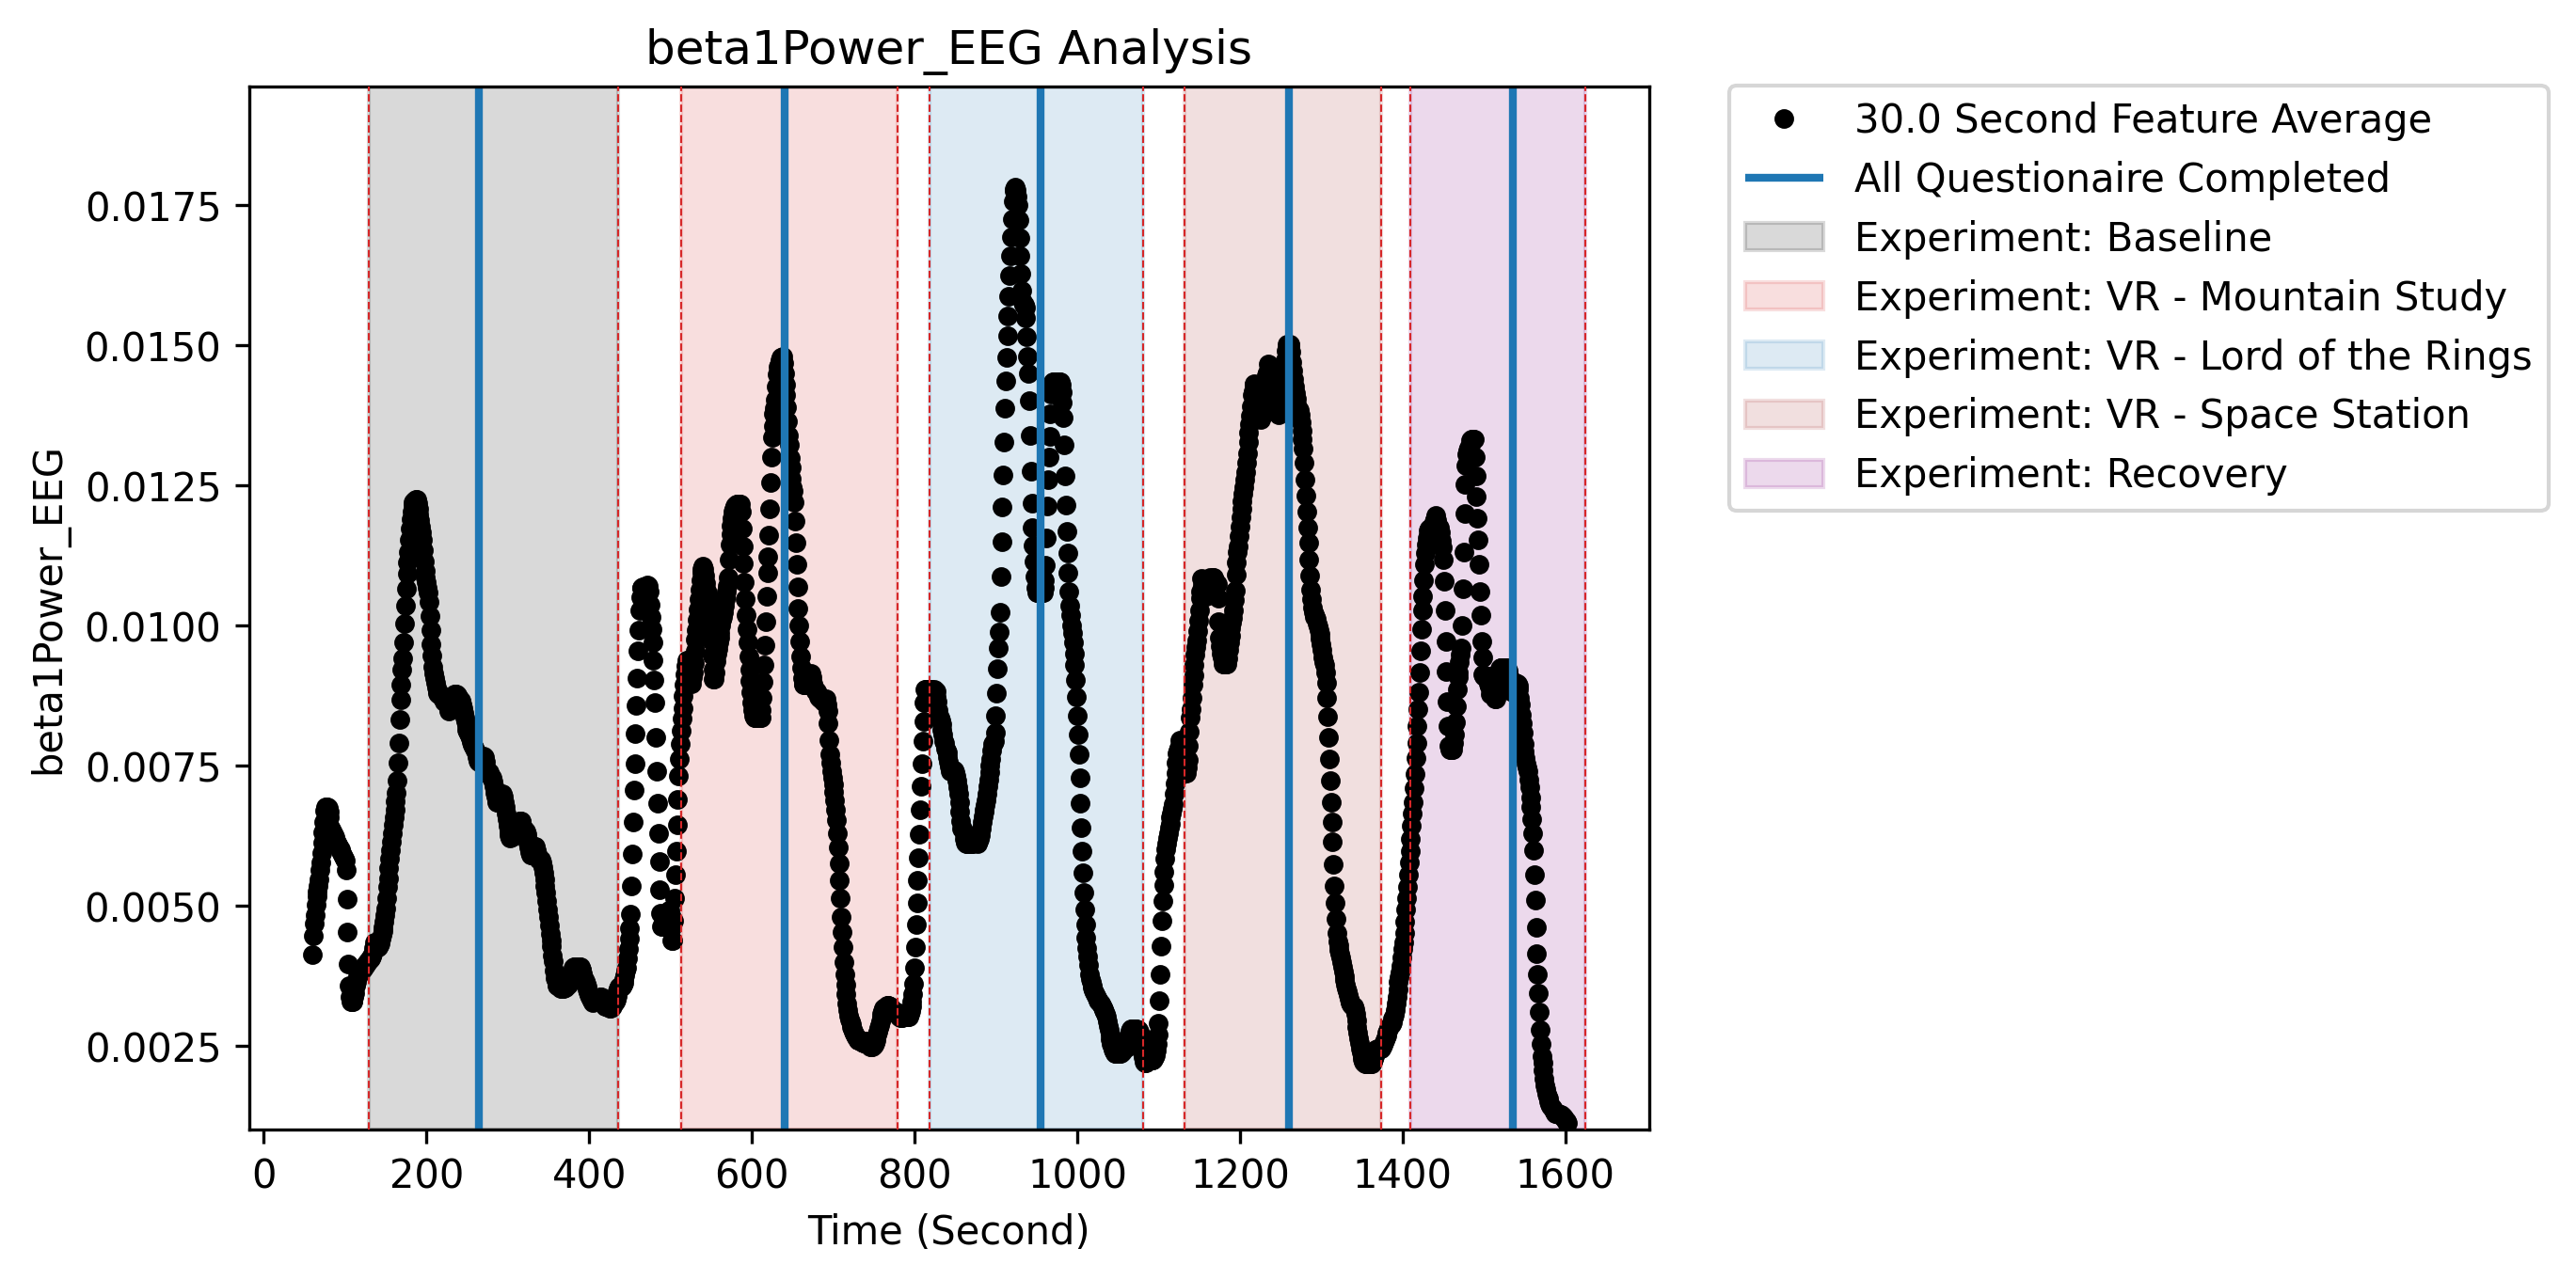 beta1Power_EEG Analysis
beta1Power_EEG
0.0175
0.0150
0.0125
0.0100
0.0075
0.0050
0.0025
0 200 400 600 800 1000 1200 1400 1600
Time (Second)
30.0 Second Feature Average
All Questionaire Completed
Experiment: Baseline
Experiment: VR - Mountain Study
Experiment: VR - Lord of the Rings
Experiment: VR - Space Station
Experiment: Recovery